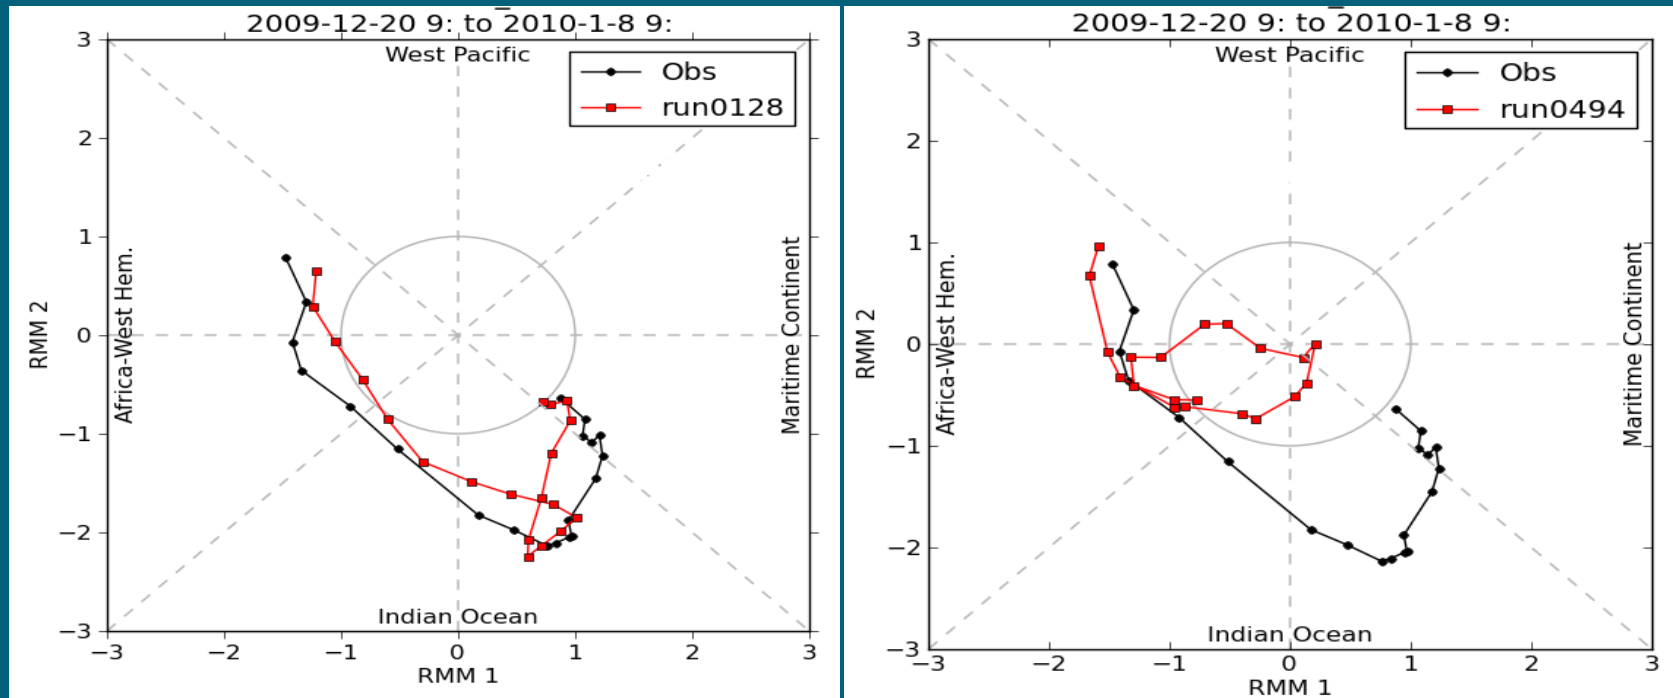 2009-12-20 9: to 2010-1-8 9:
West Pacific
Obs
run0128
3
2
1
0
−1
−2
−3
RMM 2
Africa-West Hem.
Maritime Continent
Indian Ocean
−3 −2 −1 0 1 2 3
RMM 1
2009-12-20 9: to 2010-1-8 9:
West Pacific
Obs
run0494
3
2
1
0
−1
−2
−3
RMM 2
Africa-West Hem.
Maritime Continent
Indian Ocean
−3 −2 −1 0 1 2 3
RMM 1